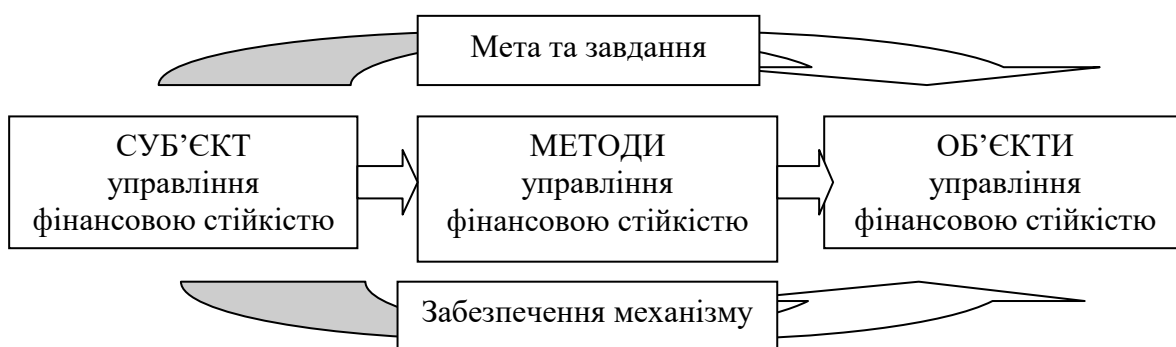 Мета та завдання
СУБ’ЄКТ
управління
фінансовою стійкістю
МЕТОДИ
управління
фінансовою стійкістю
ОБ’ЄКТИ
управління
фінансовою стійкістю
Забезпечення механізму